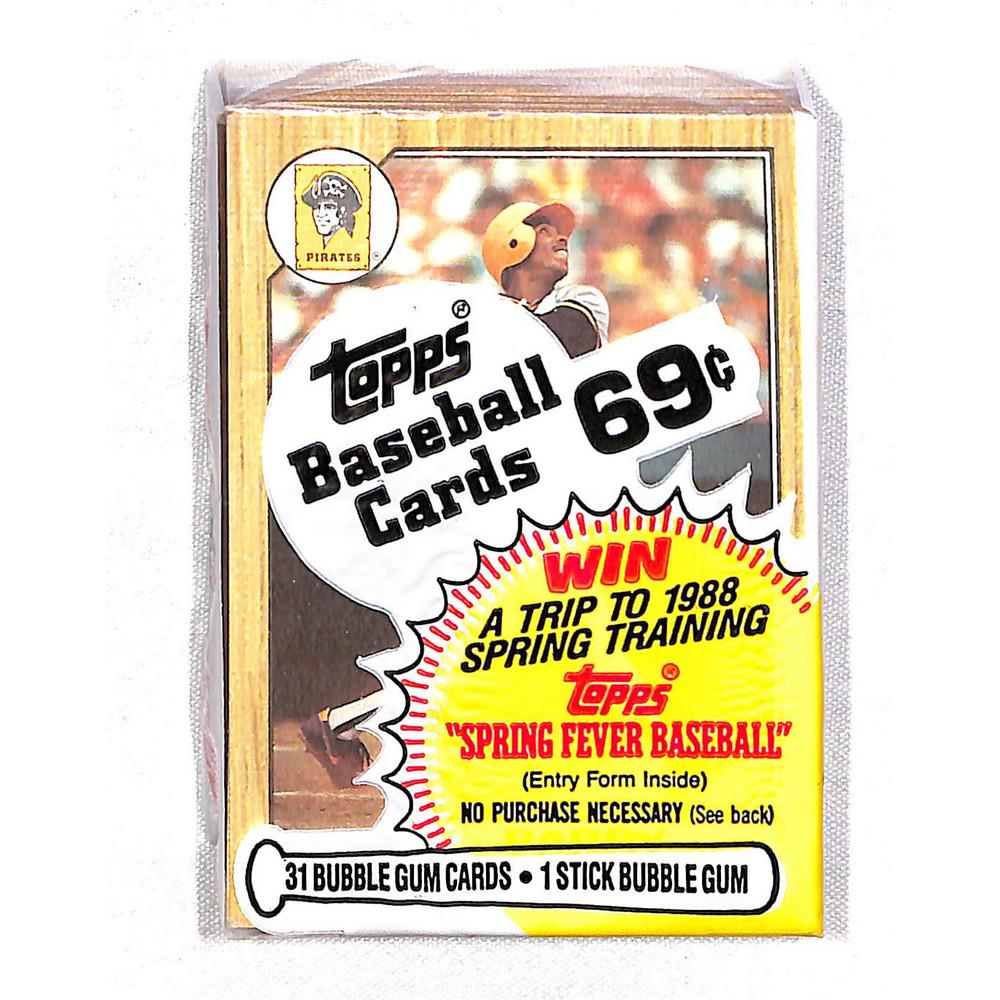 PIRATES ®
Topps®
Baseball
Cards
69¢
WIN
A TRIP TO 1988
SPRING TRAINING
Topps®
"SPRING FEVER BASEBALL"
(Entry Form Inside)
NO PURCHASE NECESSARY (See back)
31 BUBBLE GUM CARDS • 1 STICK BUBBLE GUM